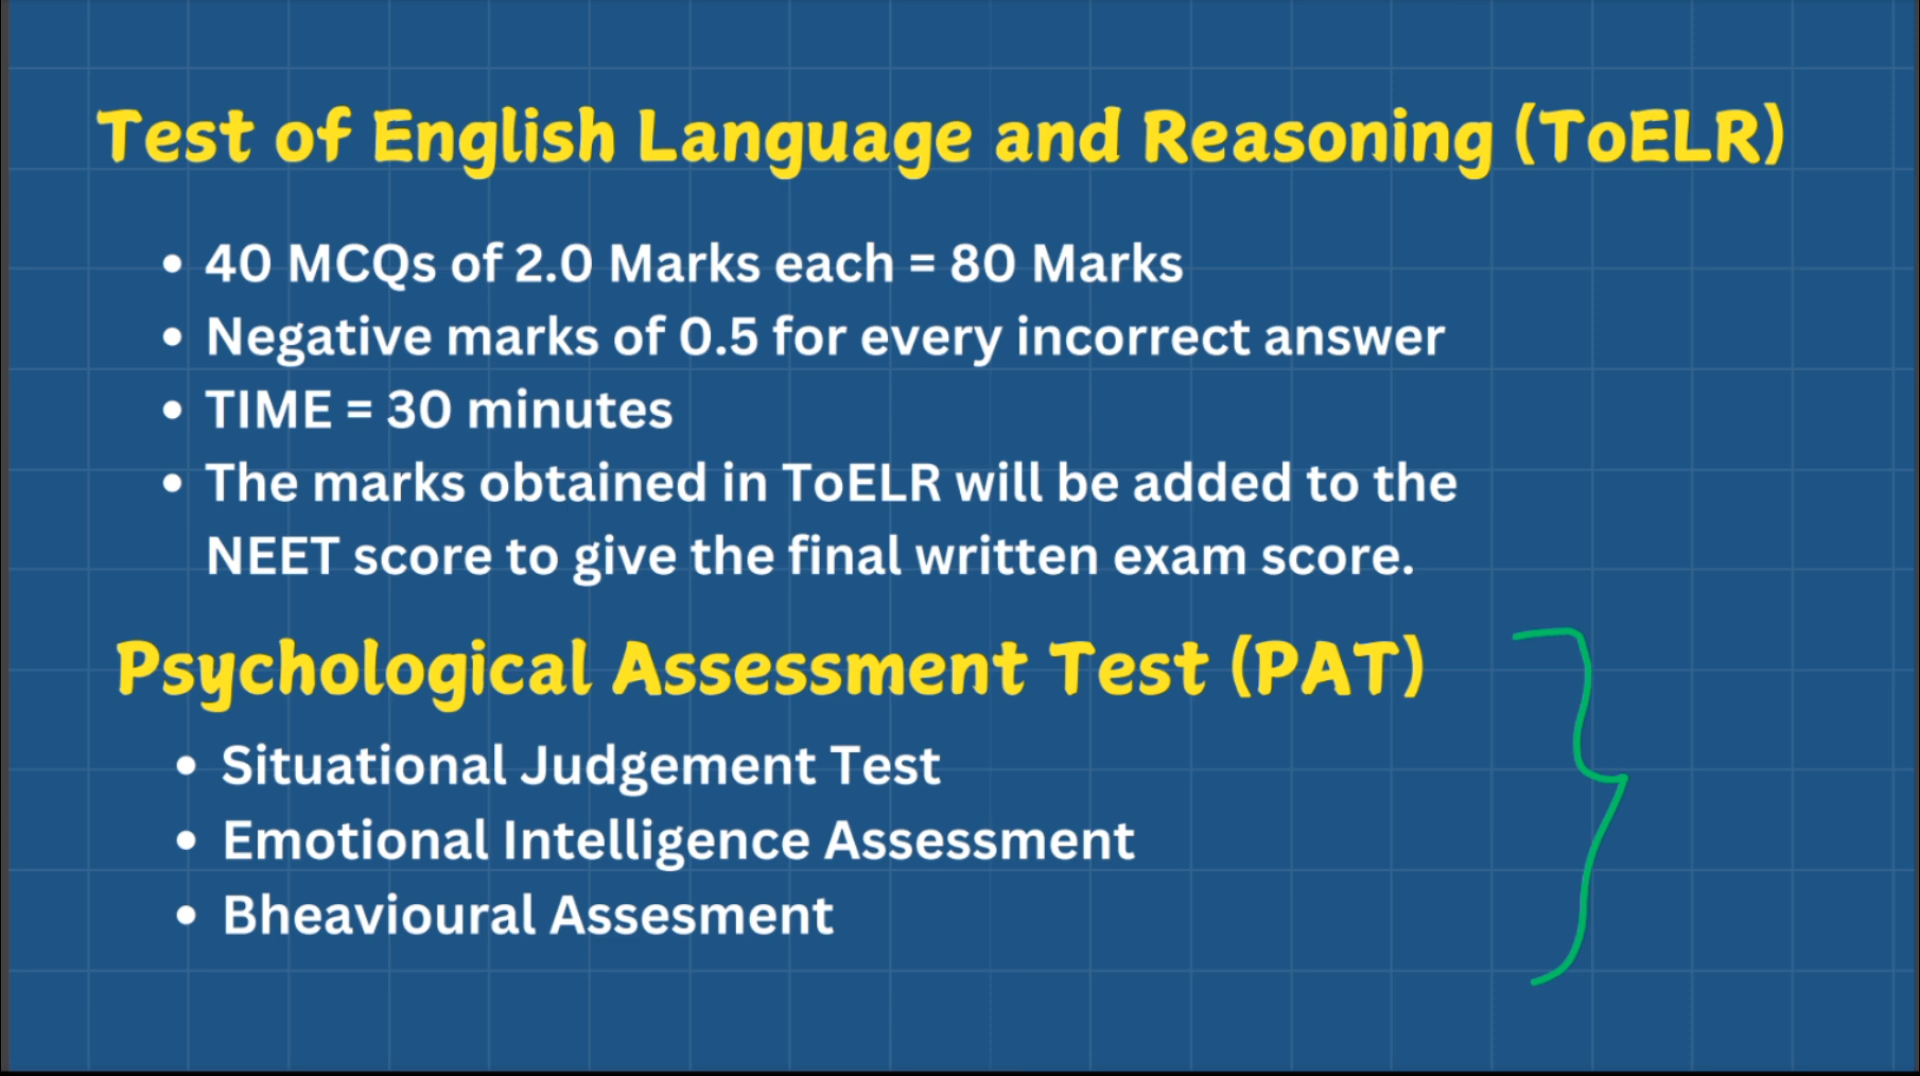 Test of English Language and Reasoning (ToELR)
• 40 MCQs of 2.0 Marks each = 80 Marks
• Negative marks of 0.5 for every incorrect answer
• TIME = 30 minutes
• The marks obtained in ToELR will be added to the
NEET score to give the final written exam score.
Psychological Assessment Test (PAT)
• Situational Judgement Test
• Emotional Intelligence Assessment
• Bheavioural Assesment